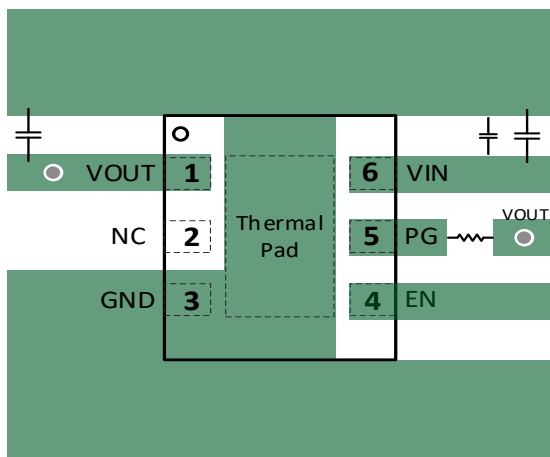 VOUT 1 6 VIN
VOUT
NC 2 Thermal 5 PG
Pad
GND 3 4 EN